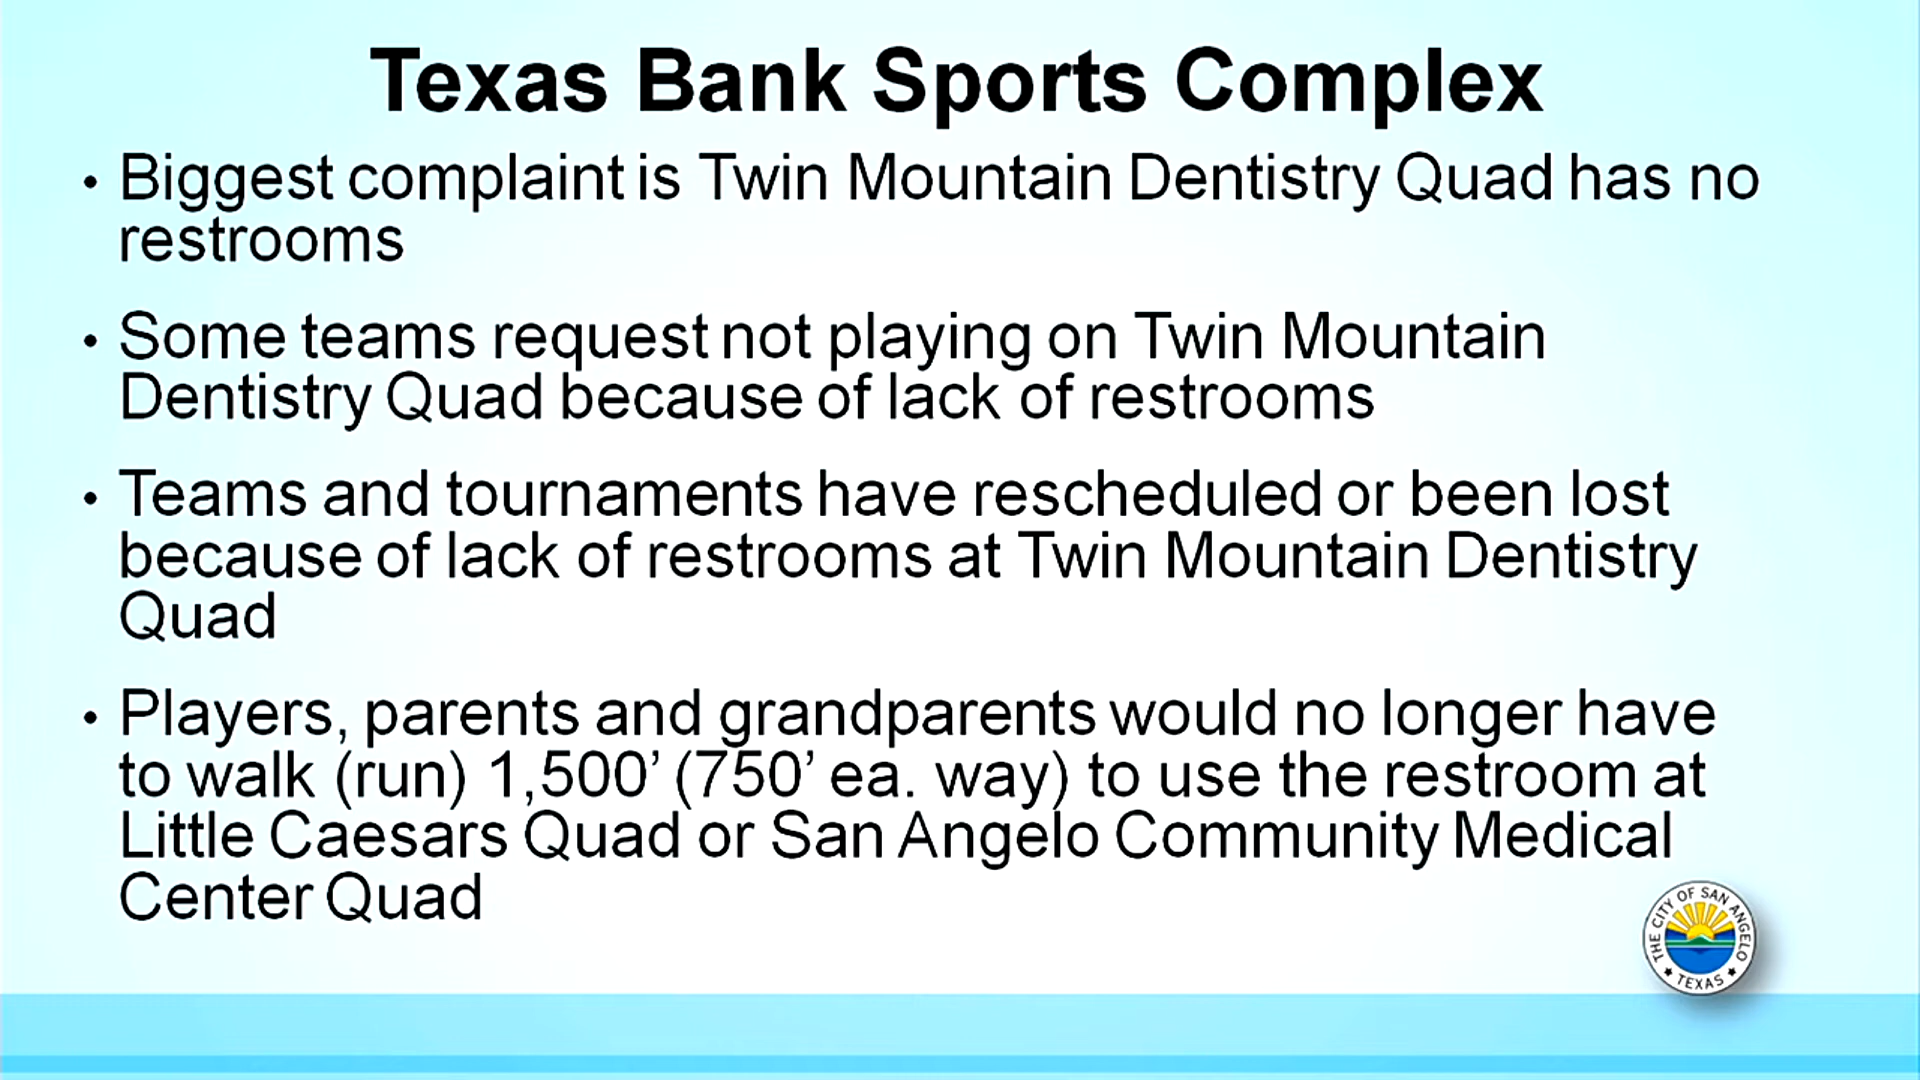 Texas Bank Sports Complex
• Biggest complaint is Twin Mountain Dentistry Quad has no
restrooms
• Some teams request not playing on Twin Mountain
Dentistry Quad because of lack of restrooms
• Teams and tournaments have rescheduled or been lost
because of lack of restrooms at Twin Mountain Dentistry
Quad
• Players, parents and grandparents would no longer have
to walk (run) 1,500’ (750’ ea. way) to use the restroom at
Little Caesars Quad or San Angelo Community Medical
Center Quad
THE CITY OF SAN ANGELO
TEXAS